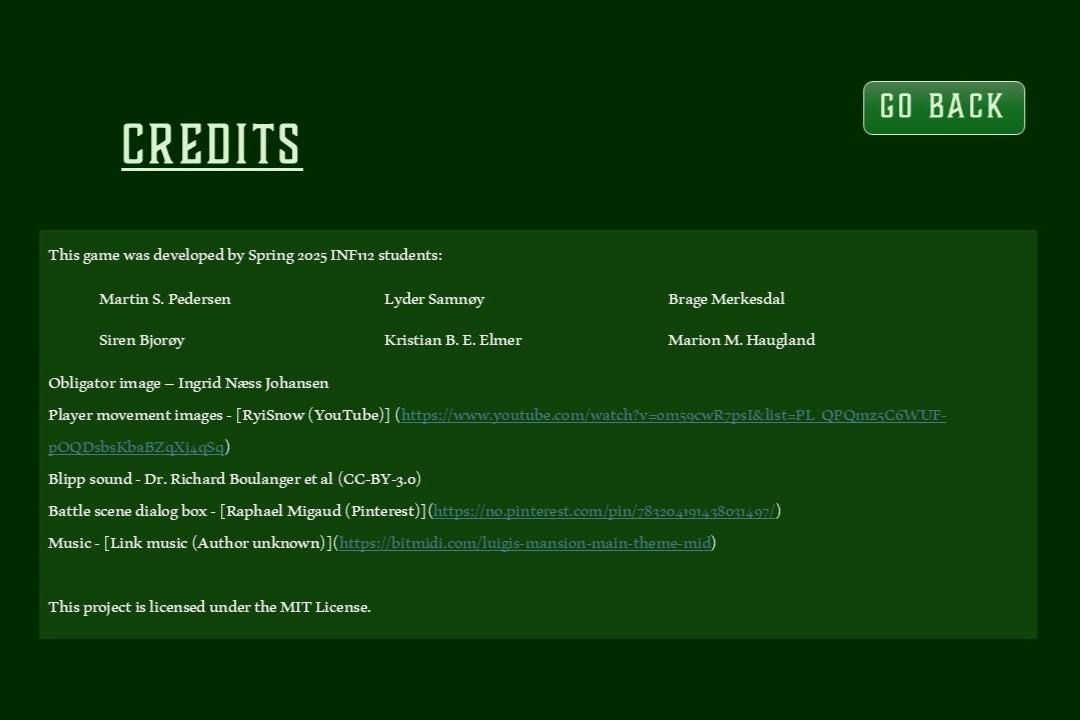 GO BACK
CREDITS
This game was developed by Spring 2025 INF112 students:
Martin S. Pedersen Lyder Samnøy Brage Merkesdal
Siren Bjorøy Kristian B. E. Elmer Marion M. Haugland
Obligator image – Ingrid Næss Johansen
Player movement images - [RyiSnow (YouTube)] (https://www.youtube.com/watch?v=om59cwR7psI&list=PL_QPQmz5C6WUF-
pOQDsbsKbaBZqXj4qSq)
Blipp sound - Dr. Richard Boulanger et al (CC-BY-3.0)
Battle scene dialog box - [Raphael Migaud (Pinterest)](https://no.pinterest.com/pin/783204191438031497/)
Music - [Link music (Author unknown)](https://bitmidi.com/luigis-mansion-main-theme-mid)
This project is licensed under the MIT License.